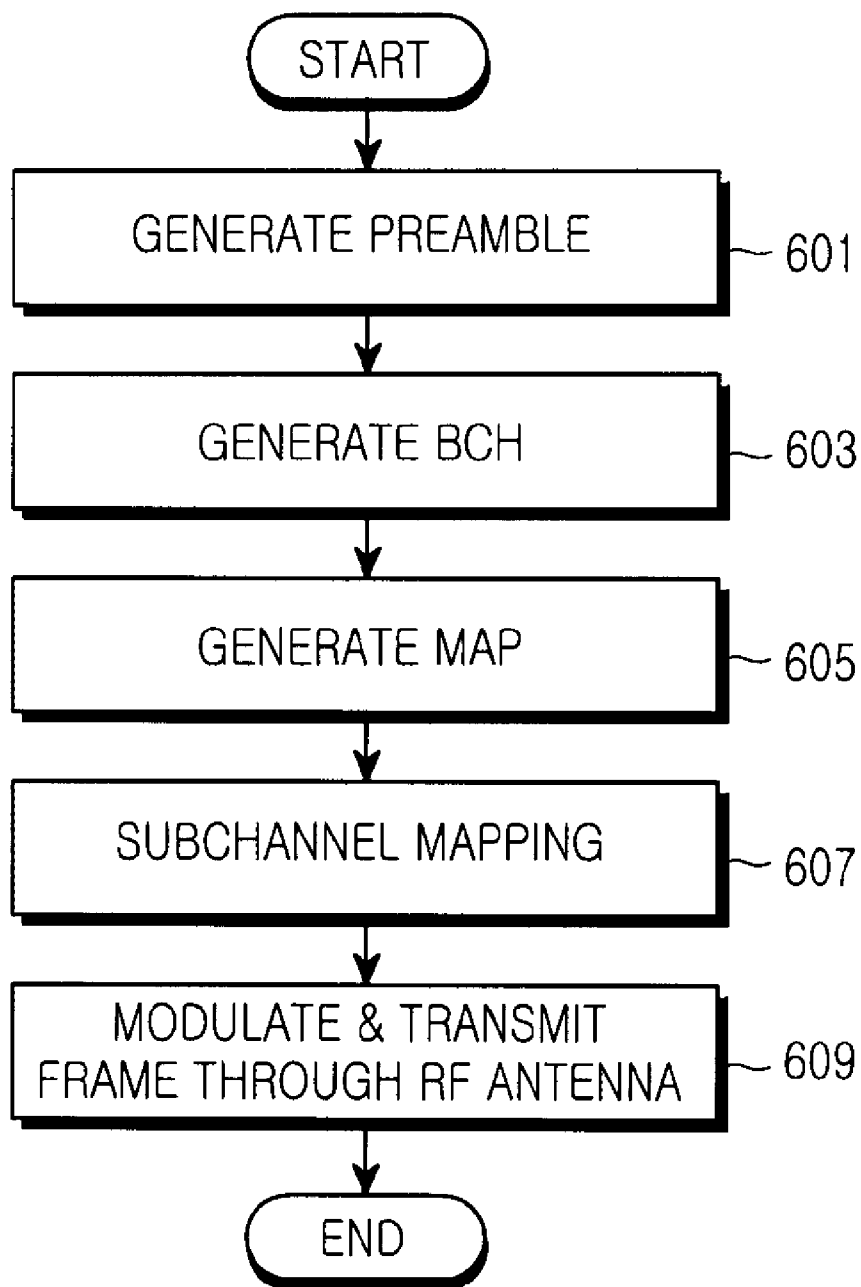 START
GENERATE PREAMBLE
601
GENERATE BCH
603
GENERATE MAP
605
SUBCHANNEL MAPPING
607
MODULATE & TRANSMIT
FRAME THROUGH RF ANTENNA
609
END